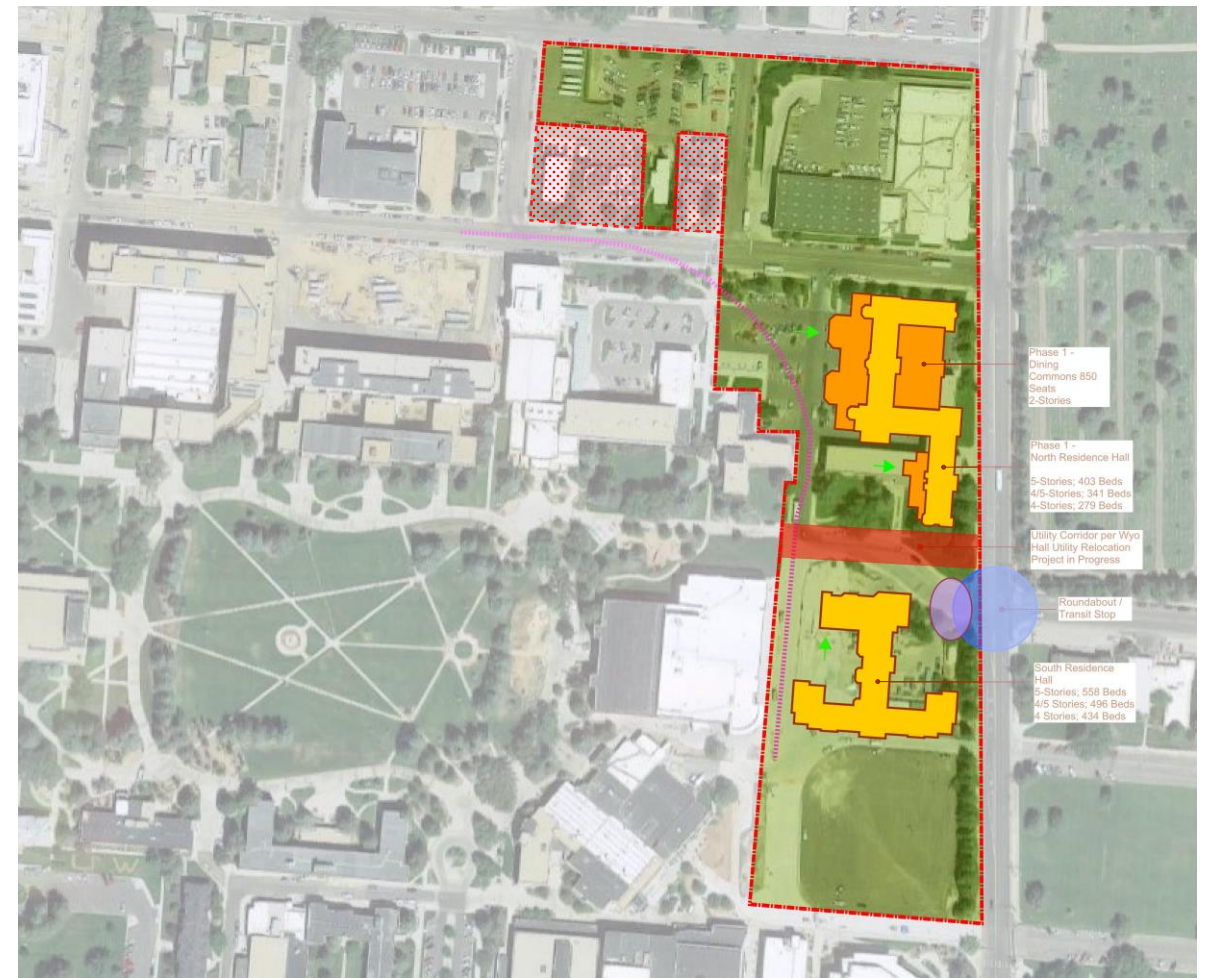 Phase 1 -
Dining
Commons 850
Seats
2-Stories
Phase 1 -
North Residence Hall
5-Stories; 403 Beds
4/5-Stories; 341 Beds
4-Stories; 279 Beds
Utility Corridor per Wyo
Hall Utility Relocation
Project in Progress
Roundabout /
Transit Stop
South Residence
Hall
5-Stories; 558 Beds
4/5 Stories; 496 Beds
4 Stories; 434 Beds